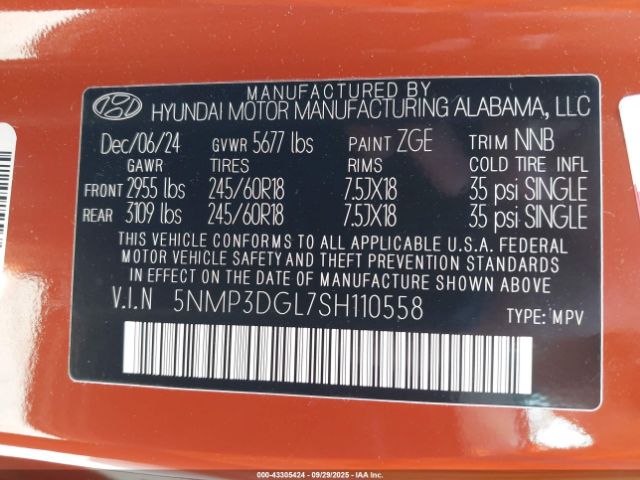 MANUFACTURED BY
HYUNDAI MOTOR MANUFACTURING ALABAMA, LLC
Dec/06/24 GVWR 5677 lbs PAINT ZGE TRIM NNB
GAWR TIRES RIMS COLD TIRE INFL
FRONT 2955 lbs 245/60R18 7.5JX18 35 psi SINGLE
REAR 3109 lbs 245/60R18 7.5JX18 35 psi SINGLE
THIS VEHICLE CONFORMS TO ALL APPLICABLE U.S.A. FEDERAL
MOTOR VEHICLE SAFETY AND THEFT PREVENTION STANDARDS
IN EFFECT ON THE DATE OF MANUFACTURE SHOWN ABOVE
V.I.N 5NMP3DGL7SH110558 TYPE: MPV
000-43305424 - 09/29/2025 - IAA Inc.